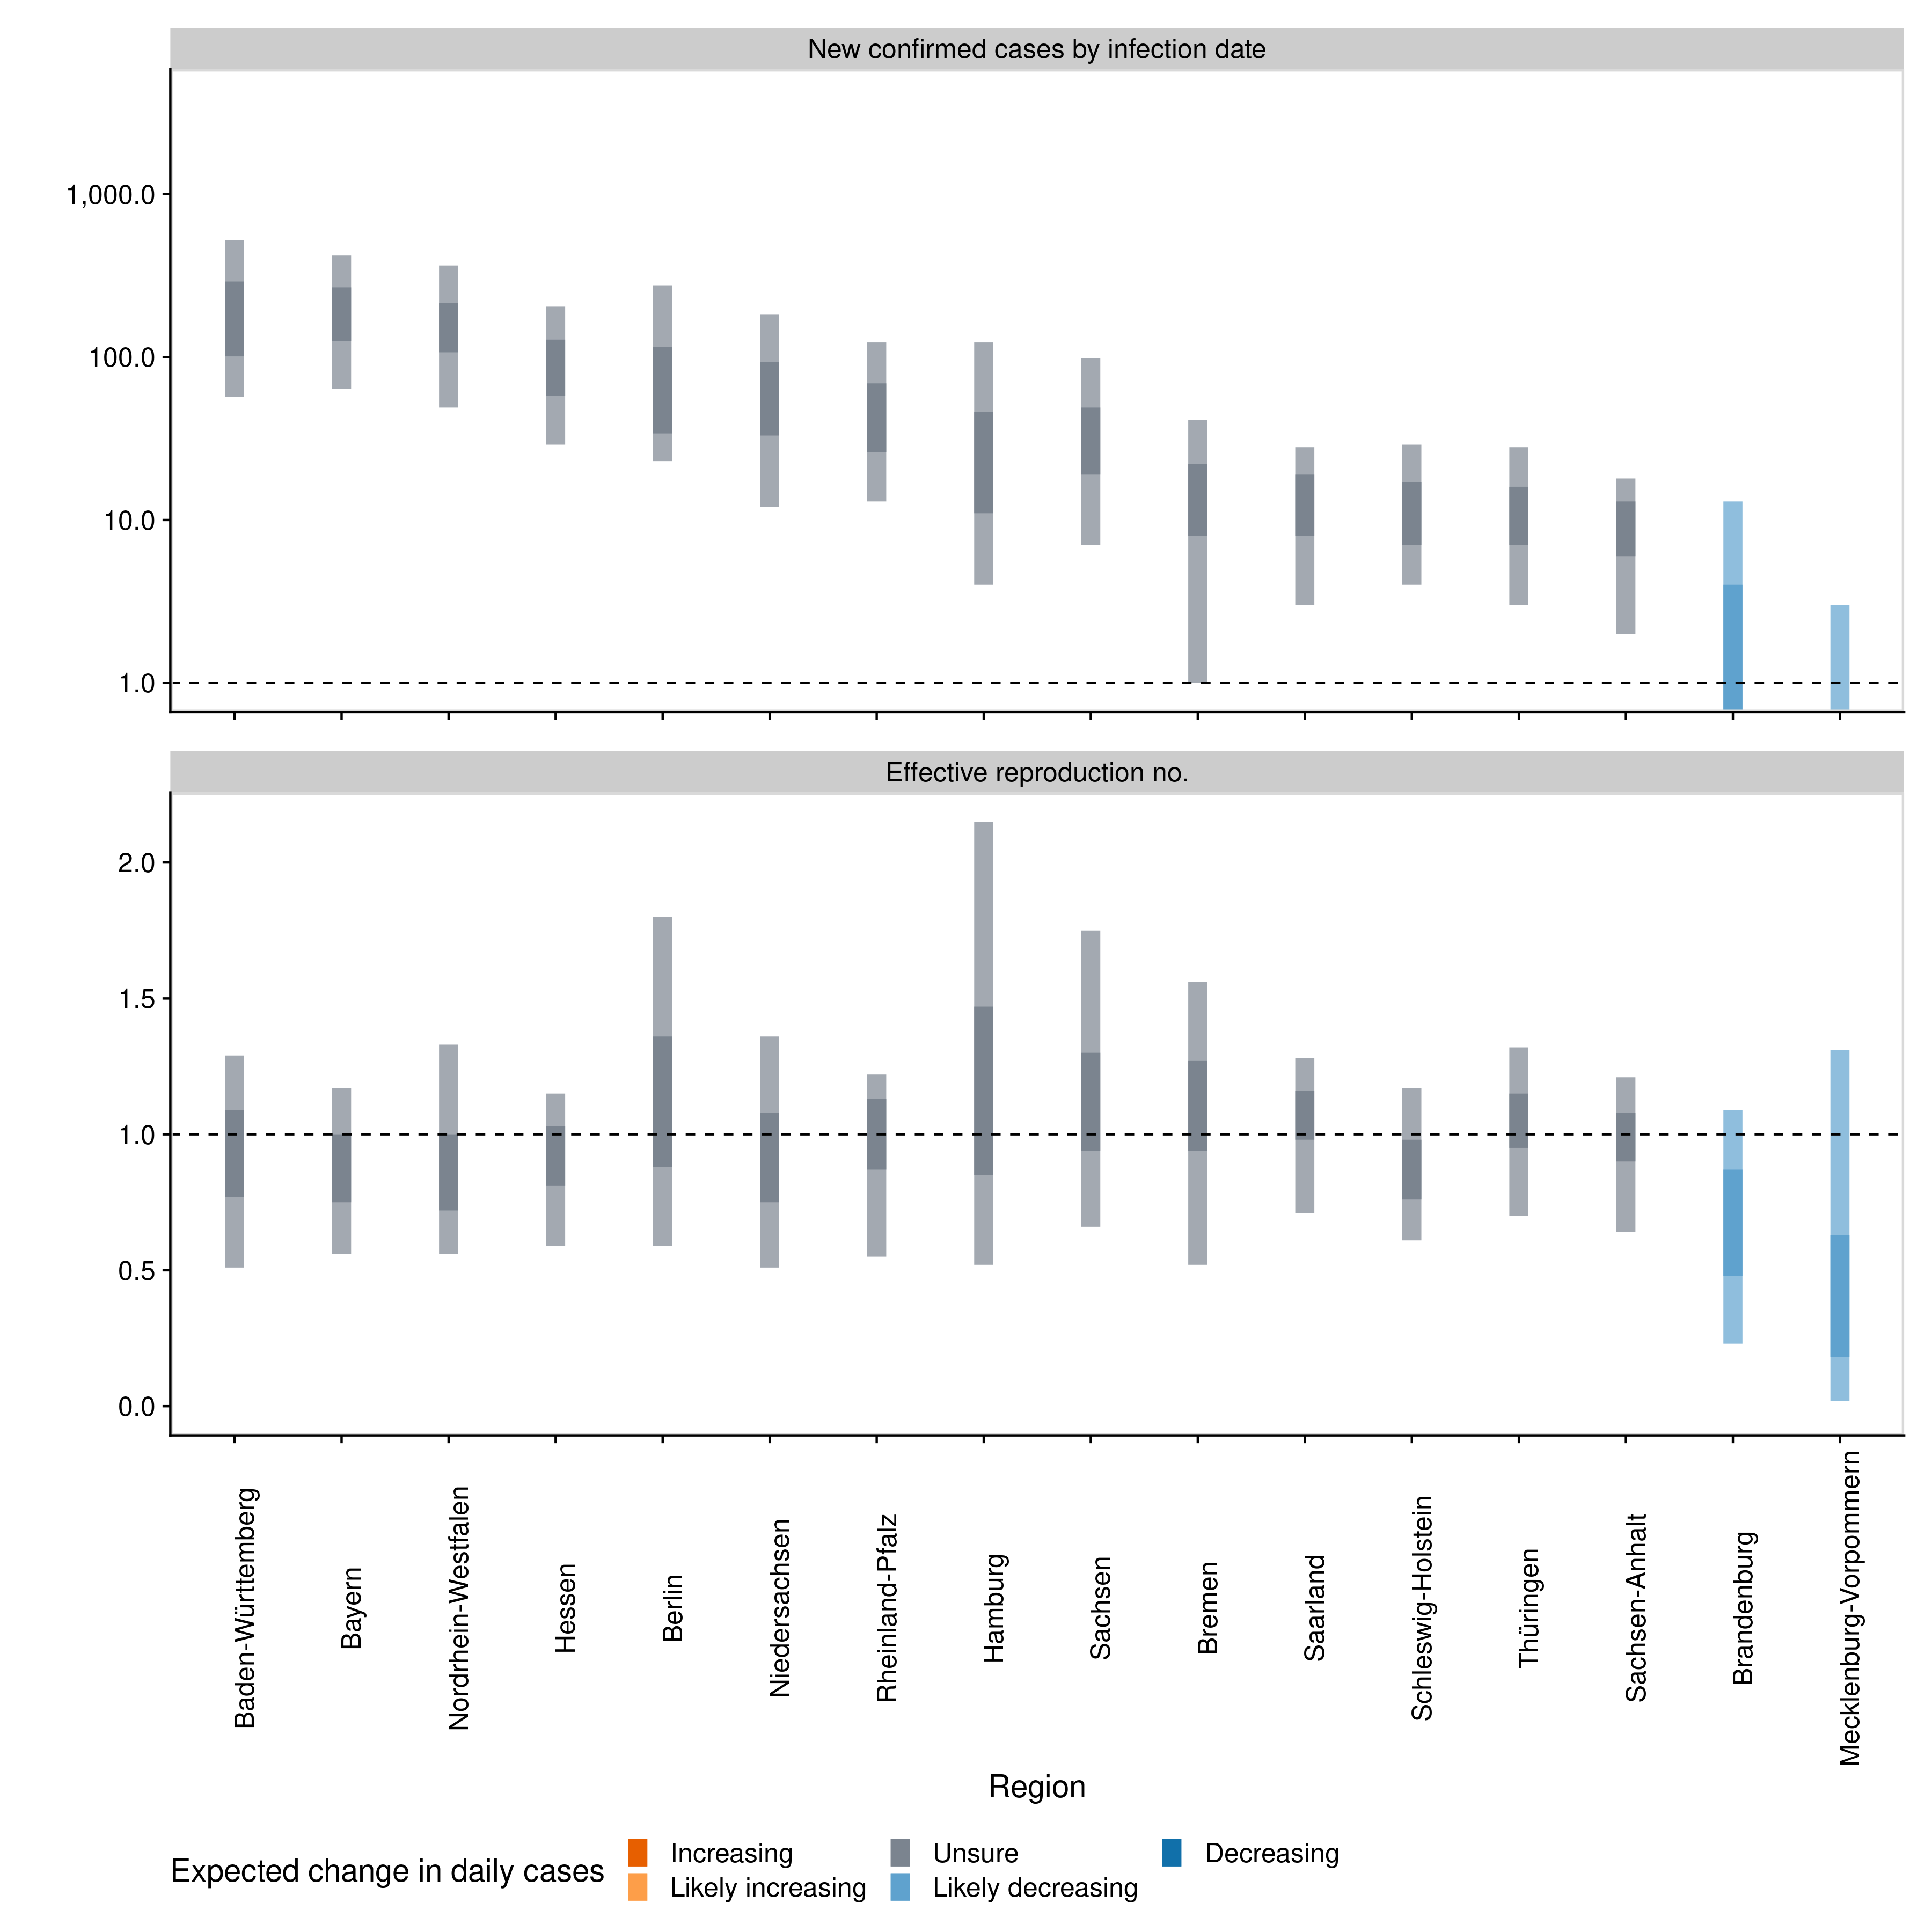 New confirmed cases by infection date
1,000.0
100.0
10.0
1.0
Effective reproduction no.
2.0
1.5
1.0
0.5
0.0
Baden-Württemberg
Bayern
Nordrhein-Westfalen
Hessen
Berlin
Niedersachsen
Rheinland-Pfalz
Hamburg
Sachsen
Bremen
Saarland
Schleswig-Holstein
Thüringen
Sachsen-Anhalt
Brandenburg
Mecklenburg-Vorpommern
Region
Expected change in daily cases
Increasing
Likely increasing
Unsure
Likely decreasing
Decreasing